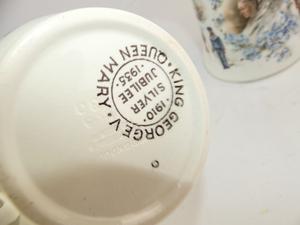 KING GEORGE V. QUEEN MARY.
·1910·
SILVER
JUBILEE
·1935·